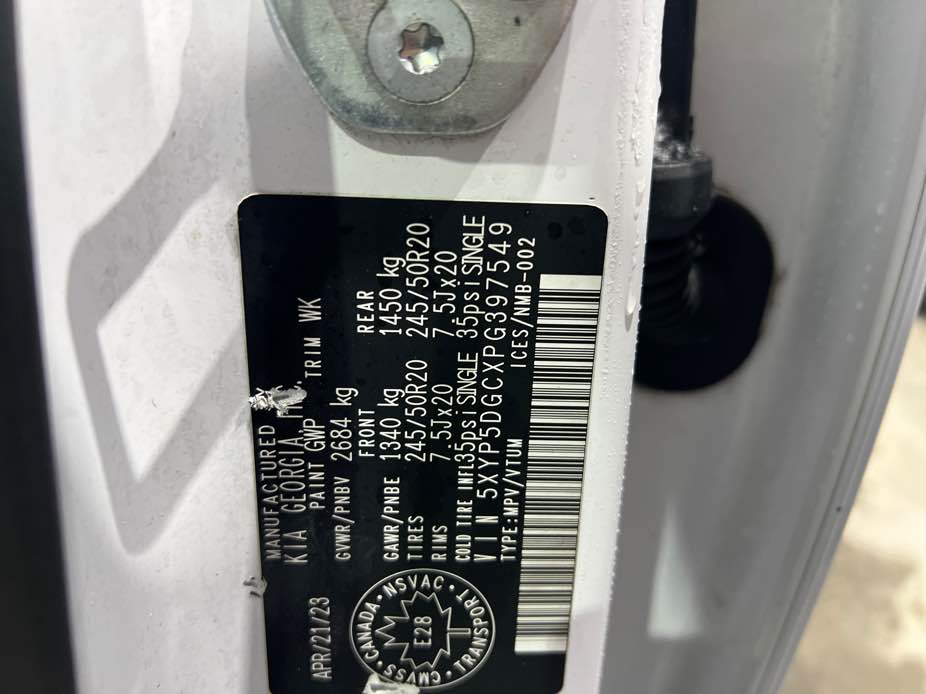 MANUFACTURED
KIA GEORGIA,
APR/21/23 PAINT GWP TRIM WK
GVWR/PNBV 2684 kg
FRONT REAR
GAWR/PNBE 1340 kg 1450 kg
TIRES 245/50R20 245/50R20
RIMS 7.5Jx20 7.5Jx20
COLD TIRE INFL 35psi SINGLE 35psi SINGLE
VIN 5XYP5DGCXPG397549
TYPE:MPV/VTUM ICES/NMB-002
CANADA · NSVAC · TRANSPORT · CMVSS ·
E28